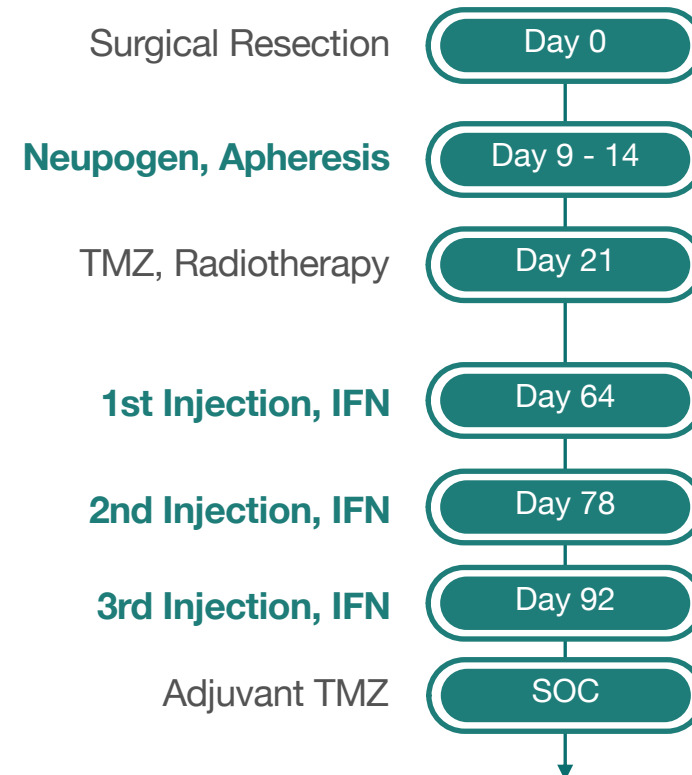 Surgical Resection Day 0
Neupogen, Apheresis Day 9 - 14
TMZ, Radiotherapy Day 21
1st Injection, IFN Day 64
2nd Injection, IFN Day 78
3rd Injection, IFN Day 92
Adjuvant TMZ SOC